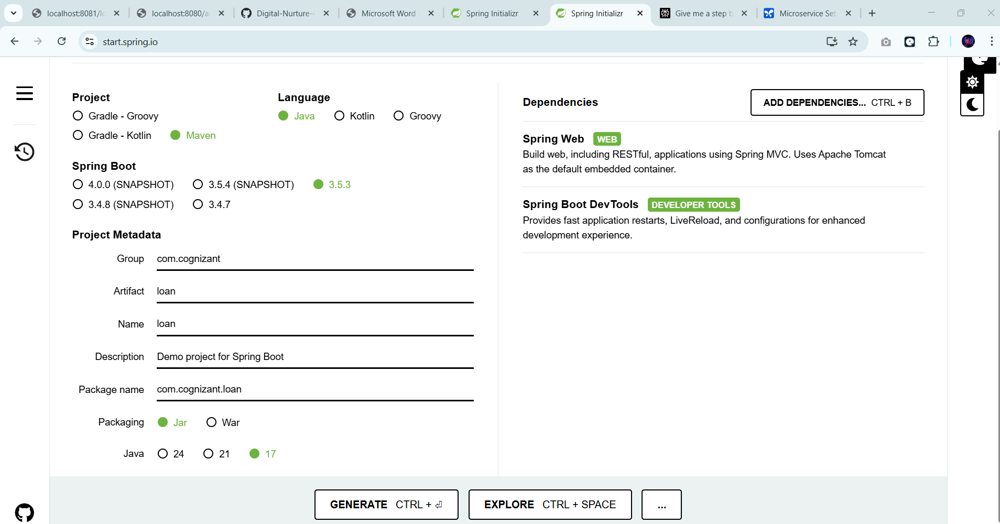 localhost:8081/lo
localhost:8080/a
Digital-Nurture-4
Microsoft Word -
Spring Initializr
Spring Initializr
Give me a step b
Microservice Set
start.spring.io
Project
Gradle - Groovy
Gradle - Kotlin
Maven
Language
Java
Kotlin
Groovy
Spring Boot
4.0.0 (SNAPSHOT)
3.5.4 (SNAPSHOT)
3.5.3
3.4.8 (SNAPSHOT)
3.4.7
Project Metadata
Group com.cognizant
Artifact loan
Name loan
Description Demo project for Spring Boot
Package name com.cognizant.loan
Packaging Jar War
Java 24 21 17
Dependencies
ADD DEPENDENCIES... CTRL + B
Spring Web WEB
Build web, including RESTful, applications using Spring MVC. Uses Apache Tomcat
as the default embedded container.
Spring Boot DevTools DEVELOPER TOOLS
Provides fast application restarts, LiveReload, and configurations for enhanced
development experience.
GENERATE CTRL + ⏎
EXPLORE CTRL + SPACE
...